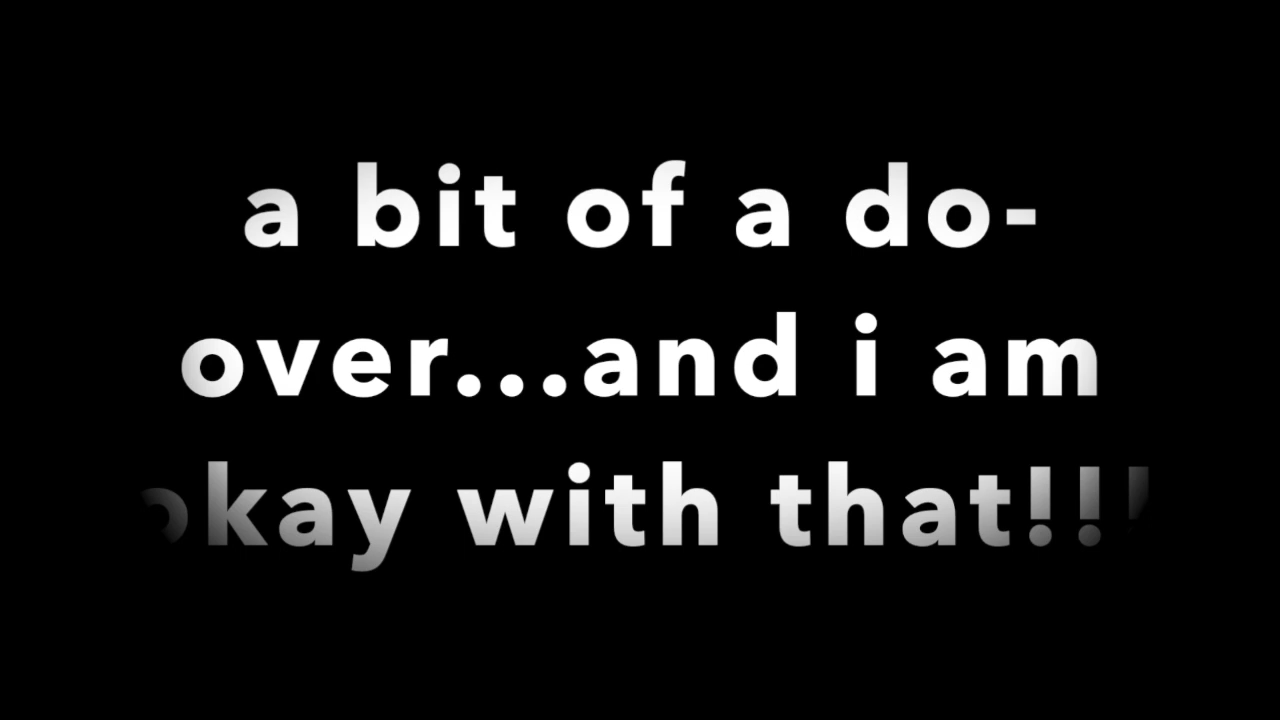 a bit of a do-
over...and i am
okay with that!!!